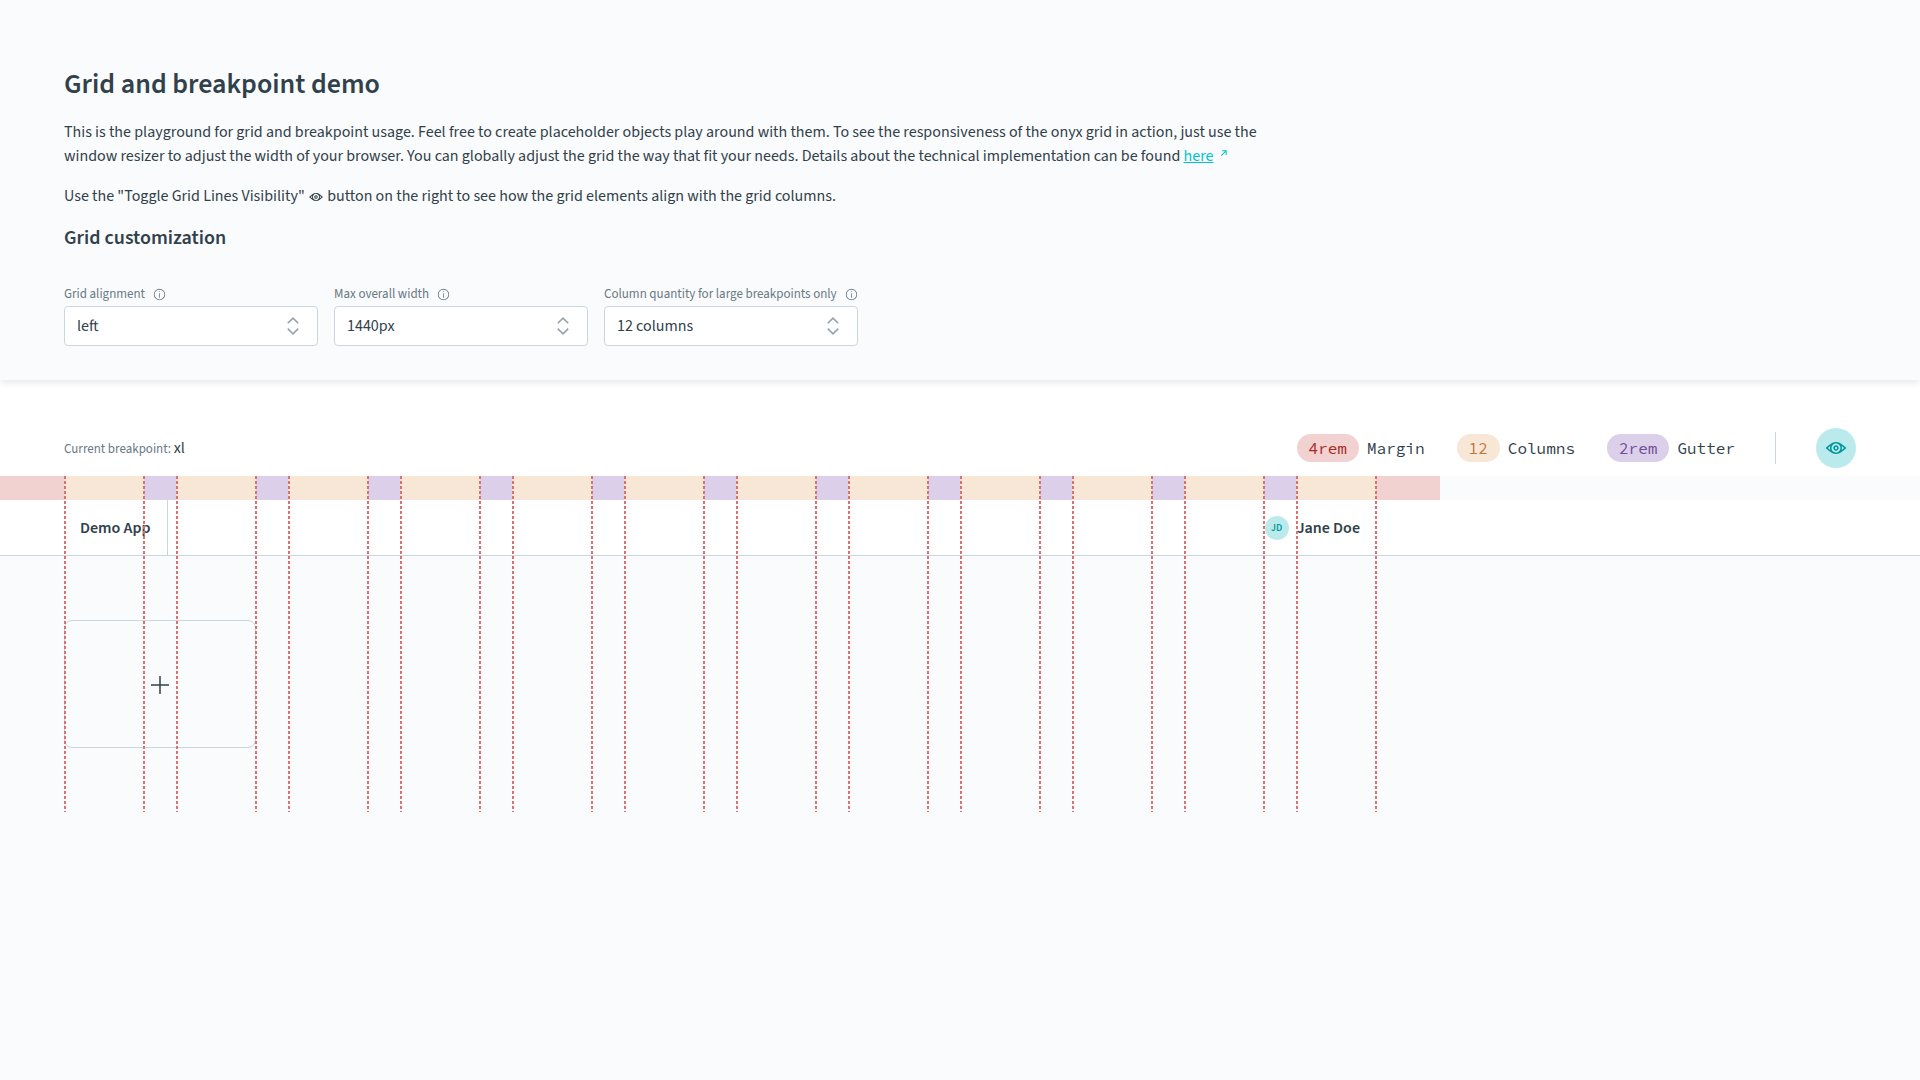 Grid and breakpoint demo
This is the playground for grid and breakpoint usage. Feel free to create placeholder objects play around with them. To see the responsiveness of the onyx grid in action, just use the
window resizer to adjust the width of your browser. You can globally adjust the grid the way that fit your needs. Details about the technical implementation can be found here
Use the "Toggle Grid Lines Visibility" button on the right to see how the grid elements align with the grid columns.
Grid customization
Grid alignment Max overall width Column quantity for large breakpoints only
left 1440px 12 columns
Current breakpoint: xl 4rem Margin 12 Columns 2rem Gutter
Demo App JD Jane Doe